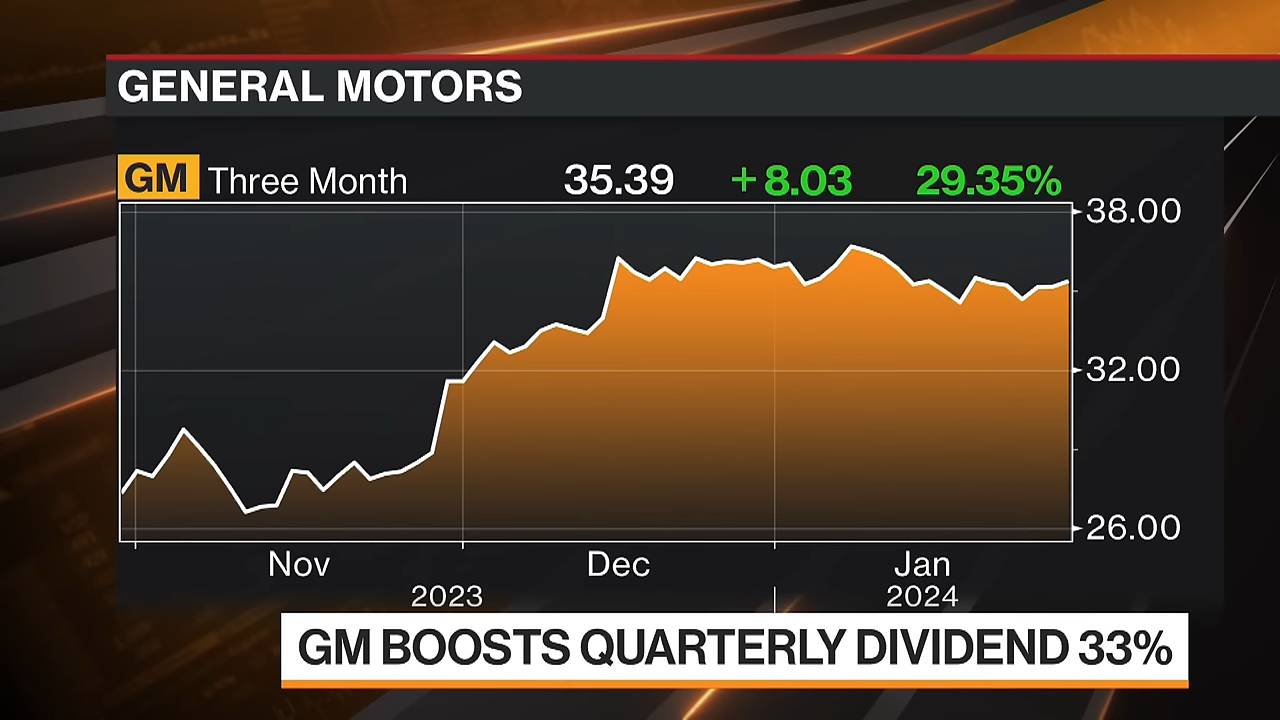 GENERAL MOTORS
GM Three Month 35.39 +8.03 29.35%
38.00
32.00
26.00
Nov Dec Jan
2023 2024
GM BOOSTS QUARTERLY DIVIDEND 33%